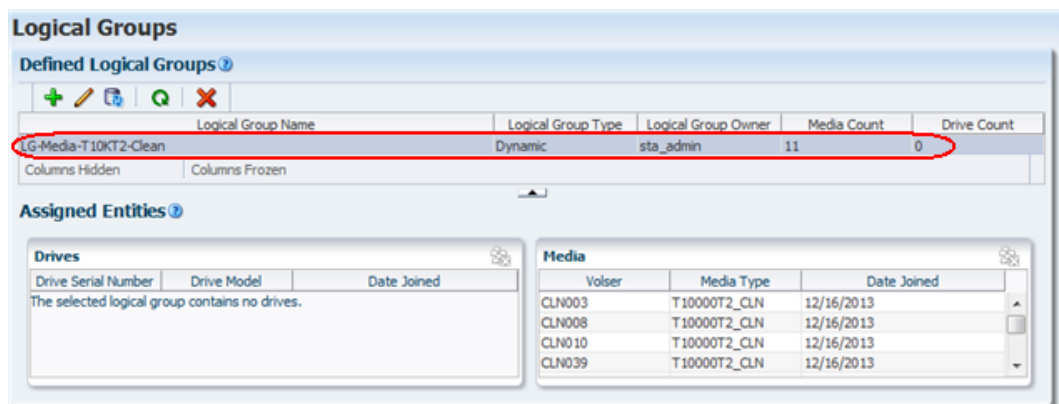 Logical Groups
Defined Logical Groups
Logical Group Name Logical Group Type Logical Group Owner Media Count Drive Count
LG-Media-T10KT2-Clean Dynamic sta_admin 11 0
Columns Hidden Columns Frozen
Assigned Entities
Drives
Drive Serial Number Drive Model Date Joined
The selected logical group contains no drives.
Media
Volser Media Type Date Joined
CLN003 T10000T2_CLN 12/16/2013
CLN008 T10000T2_CLN 12/16/2013
CLN010 T10000T2_CLN 12/16/2013
CLN039 T10000T2_CLN 12/16/2013